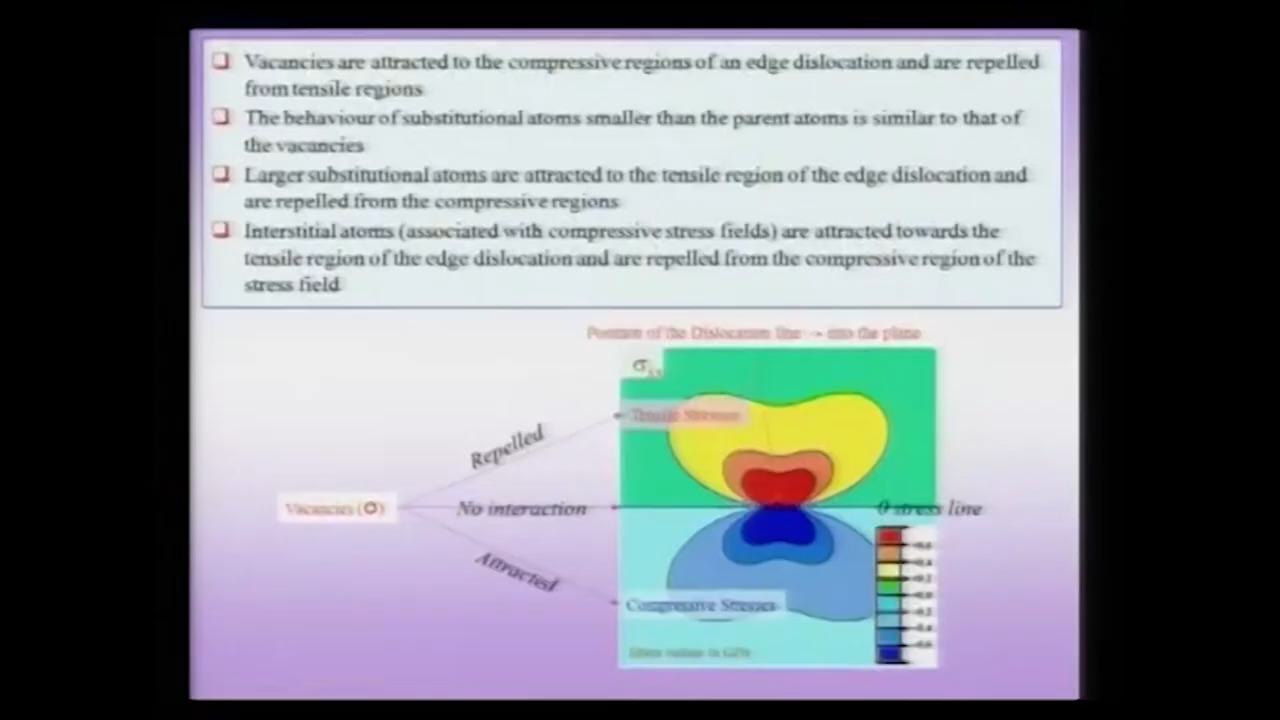 Vacancies are attracted to the compressive regions of an edge dislocation and are repelled
from tensile regions
The behaviour of substitutional atoms smaller than the parent atoms is similar to that of
the vacancies
Larger substitutional atoms are attracted to the tensile region of the edge dislocation and
are repelled from the compressive regions
Interstitial atoms (associated with compressive stress fields) are attracted towards the
tensile region of the edge dislocation and are repelled from the compressive region of the
stress field
Position of the Dislocation line → into the plane
σ
Tensile Stresses
Repelled
Vacancies (O)
No interaction
0 stress line
Attracted
Compressive Stresses